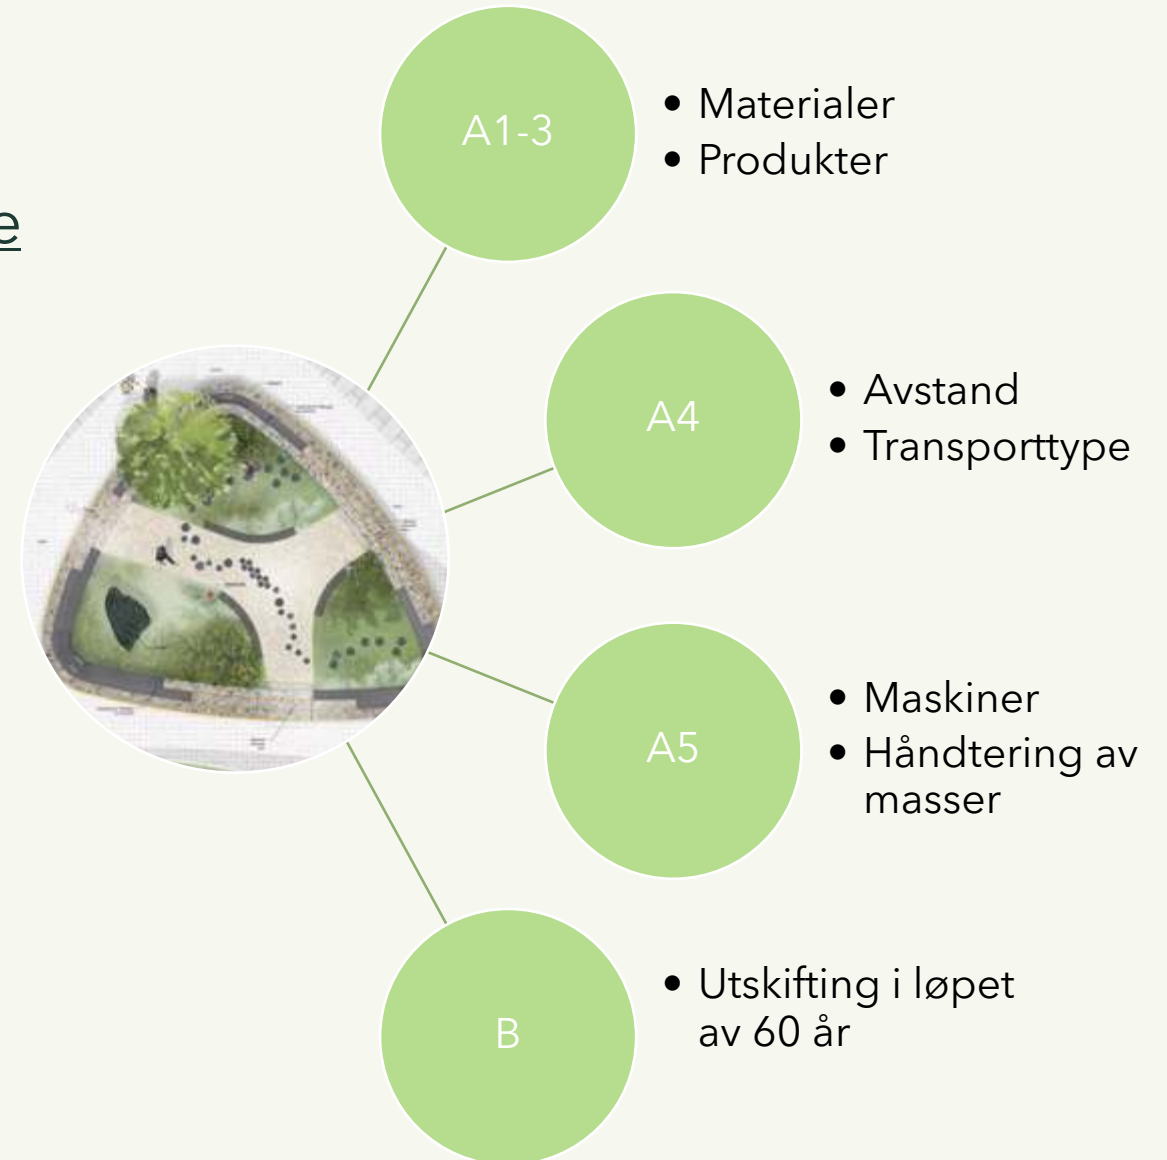 A1-3
• Materialer
• Produkter
e
A4
• Avstand
• Transporttype
A5
• Maskiner
• Håndtering av
masser
B
• Utskifting i løpet
av 60 år